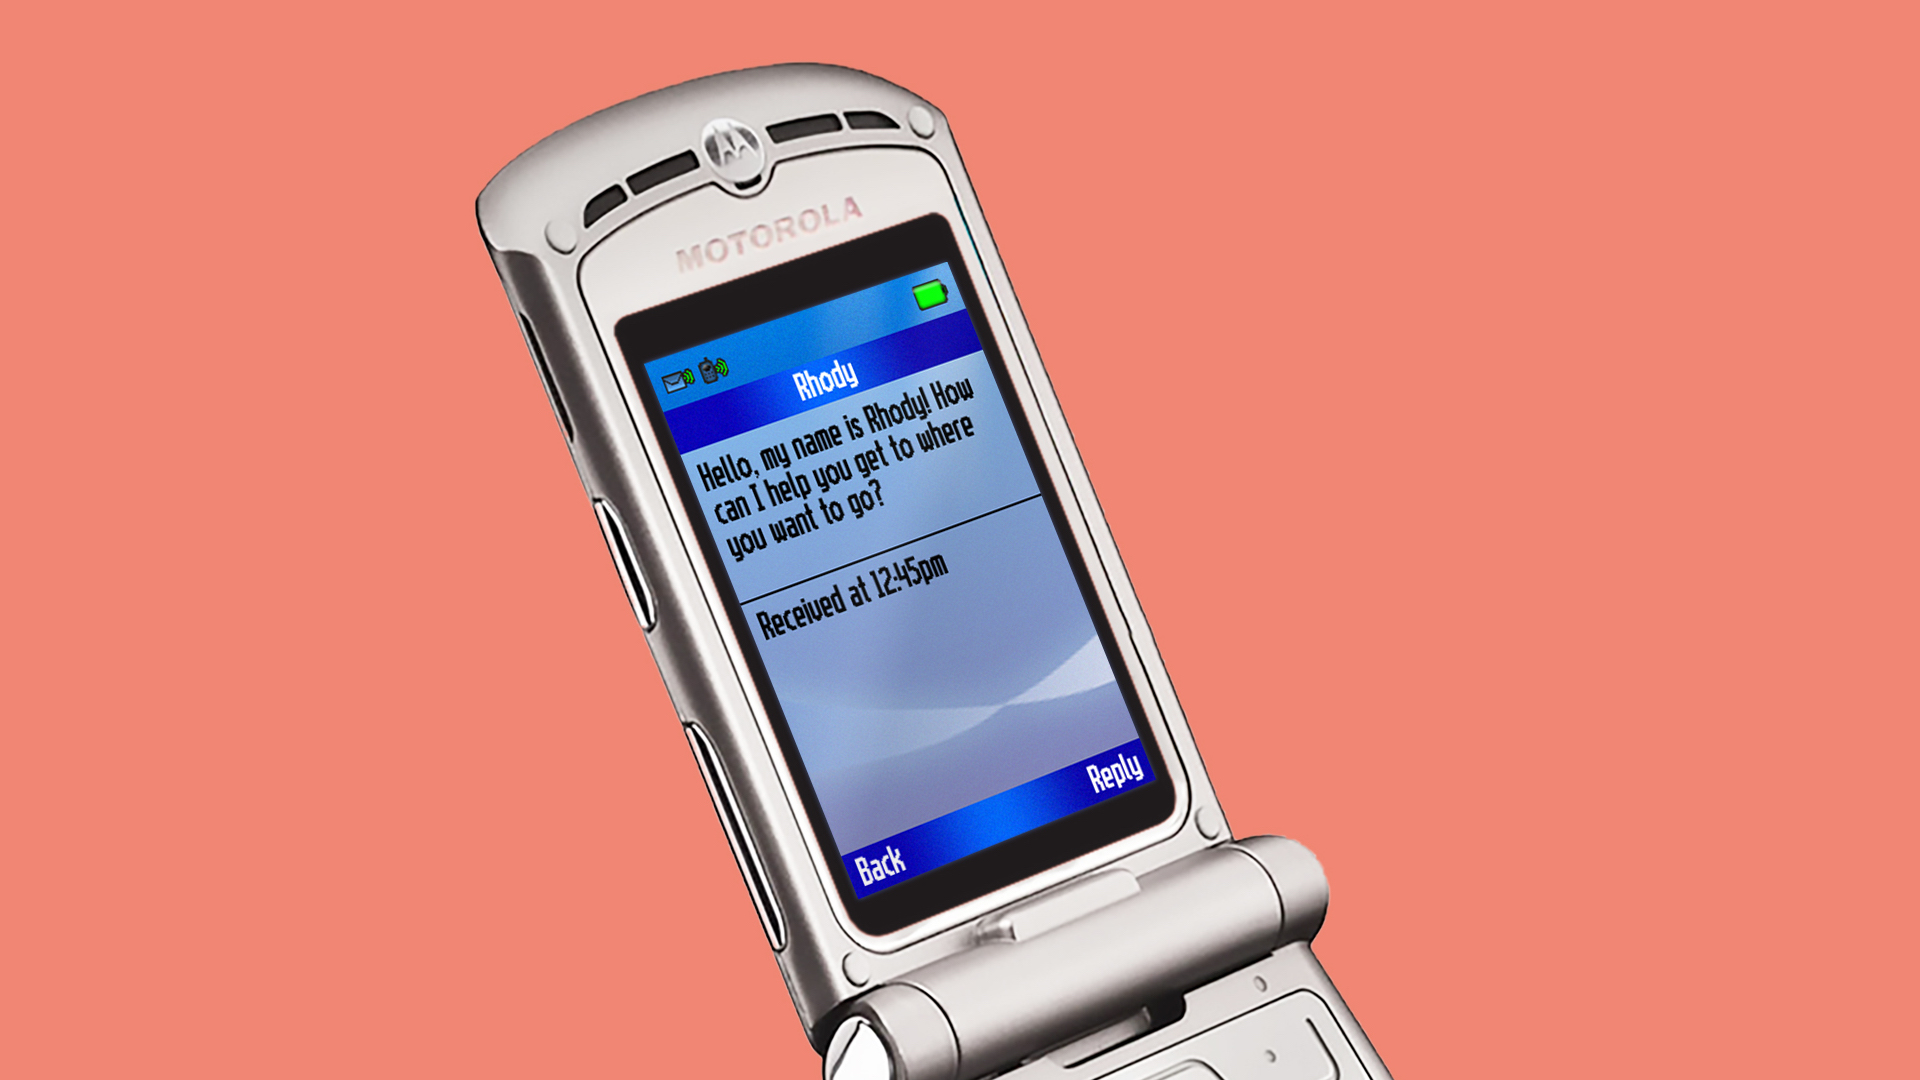 MOTOROLA
Rhody
Hello, my name is Rhody! How
can I help you get to where
you want to go?
Received at 12:45pm
Back
Reply